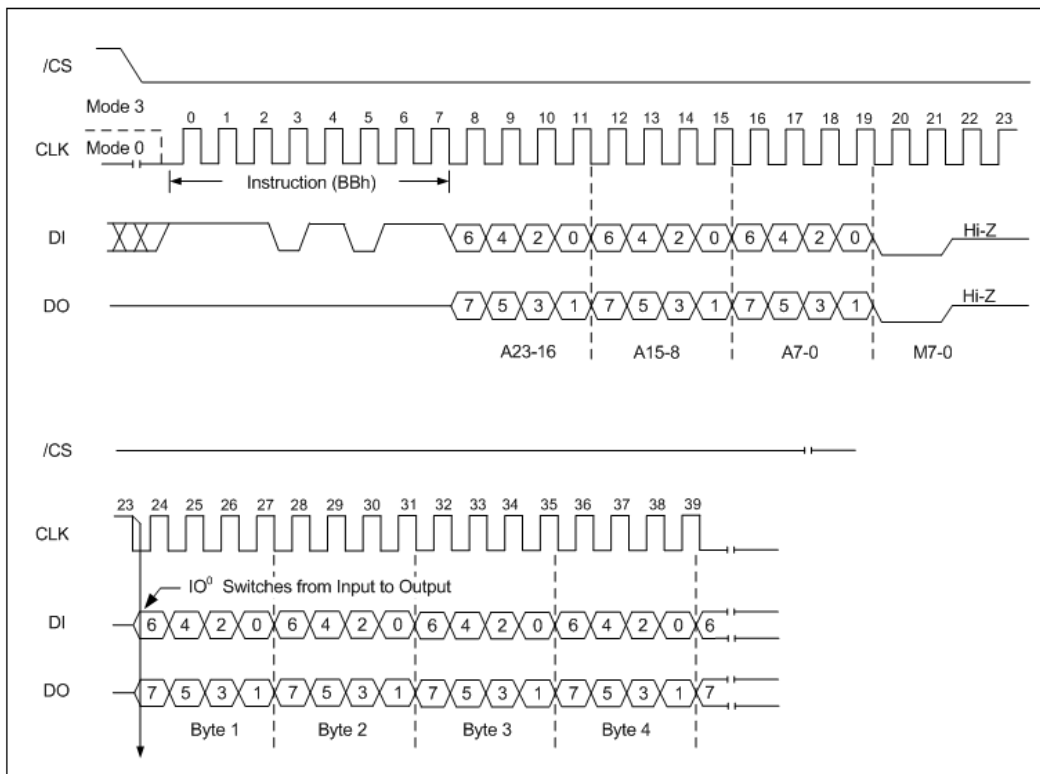 /CS
Mode 3
0 1 2 3 4 5 6 7 8 9 10 11 12 13 14 15 16 17 18 19 20 21 22 23
CLK
Mode 0
Instruction (BBh)
DI
6 4 2 0 6 4 2 0 6 4 2 0
Hi-Z
DO
7 5 3 1 7 5 3 1 7 5 3 1
Hi-Z
A23-16 A15-8 A7-0 M7-0
/CS
23 24 25 26 27 28 29 30 31 32 33 34 35 36 37 38 39
CLK
IO⁰ Switches from Input to Output
DI
6 4 2 0 6 4 2 0 6 4 2 0 6 4 2 0 6
DO
7 5 3 1 7 5 3 1 7 5 3 1 7 5 3 1 7
Byte 1 Byte 2 Byte 3 Byte 4